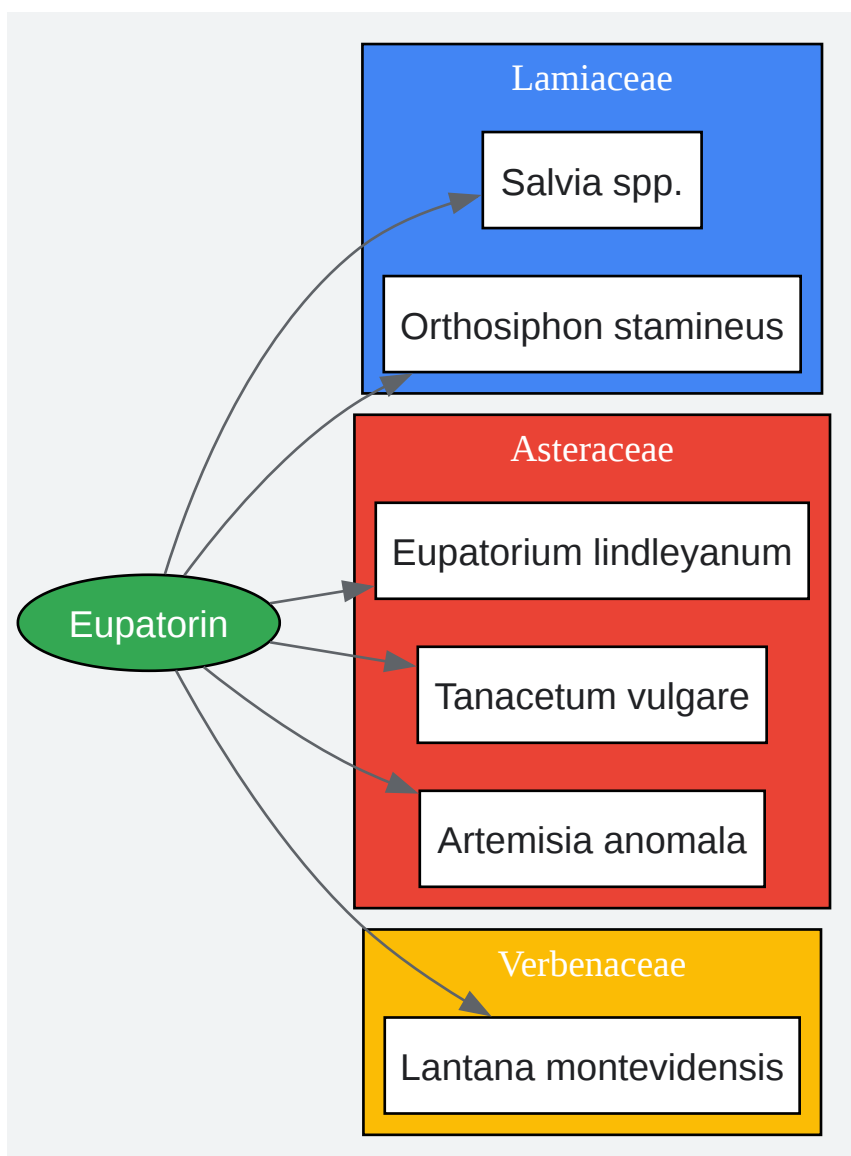 Lamiaceae
Salvia spp.
Orthosiphon stamineus
Asteraceae
Eupatorium lindleyanum
Eupatorin
Tanacetum vulgare
Artemisia anomala
Verbenaceae
Lantana montevidensis